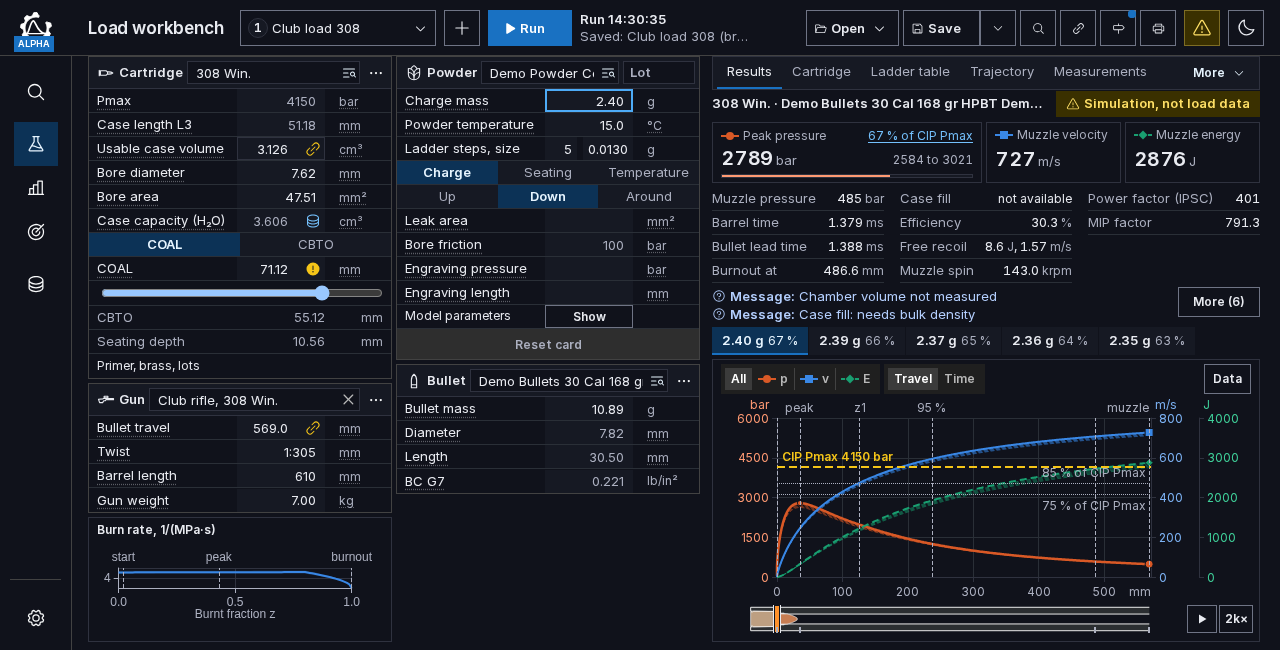 ALPHA
Load workbench
1 Club load 308
Run
Run 14:30:35
Saved: Club load 308 (br…
Open
Save
Cartridge 308 Win.
Pmax 4150 bar
Case length L3 51.18 mm
Usable case volume 3.126 cm³
Bore diameter 7.62 mm
Bore area 47.51 mm²
Case capacity (H₂O) 3.606 cm³
COAL CBTO
COAL 71.12 mm
CBTO 55.12 mm
Seating depth 10.56 mm
Primer, brass, lots
Gun Club rifle, 308 Win.
Bullet travel 569.0 mm
Twist 1:305 mm
Barrel length 610 mm
Gun weight 7.00 kg
Burn rate, 1/(MPa·s)
start peak burnout
4
0.0 0.5 1.0
Burnt fraction z
Powder Demo Powder Co Lot
Charge mass 2.40 g
Powder temperature 15.0 °C
Ladder steps, size 5 0.0130 g
Charge Seating Temperature
Up Down Around
Leak area mm²
Bore friction 100 bar
Engraving pressure bar
Engraving length mm
Model parameters Show
Reset card
Bullet Demo Bullets 30 Cal 168 g
Bullet mass 10.89 g
Diameter 7.82 mm
Length 30.50 mm
BC G7 0.221 lb/in²
Results Cartridge Ladder table Trajectory Measurements More
308 Win. · Demo Bullets 30 Cal 168 gr HPBT Dem…
Simulation, not load data
Peak pressure 67 % of CIP Pmax
2789 bar 2584 to 3021
Muzzle velocity
727 m/s
Muzzle energy
2876 J
Muzzle pressure 485 bar
Case fill not available
Power factor (IPSC) 401
Barrel time 1.379 ms
Efficiency 30.3 %
MIP factor 791.3
Bullet lead time 1.388 ms
Free recoil 8.6 J, 1.57 m/s
Burnout at 486.6 mm
Muzzle spin 143.0 krpm
Message: Chamber volume not measured
Message: Case fill: needs bulk density
More (6)
2.40 g 67 % 2.39 g 66 % 2.37 g 65 % 2.36 g 64 % 2.35 g 63 %
All p v E Travel Time Data
bar peak z1 95 % muzzle m/s J
6000 800 4000
CIP Pmax 4150 bar
4500 600 3000
85 % of CIP Pmax
3000 400 2000
75 % of CIP Pmax
1500 200 1000
0 0 0
0 100 200 300 400 500 mm
2k×